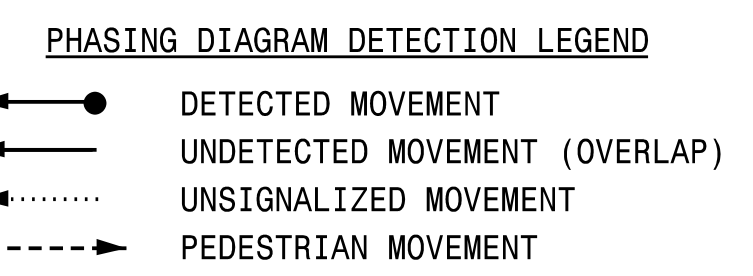 PHASING DIAGRAM DETECTION LEGEND
DETECTED MOVEMENT
UNDETECTED MOVEMENT (OVERLAP)
UNSIGNALIZED MOVEMENT
PEDESTRIAN MOVEMENT